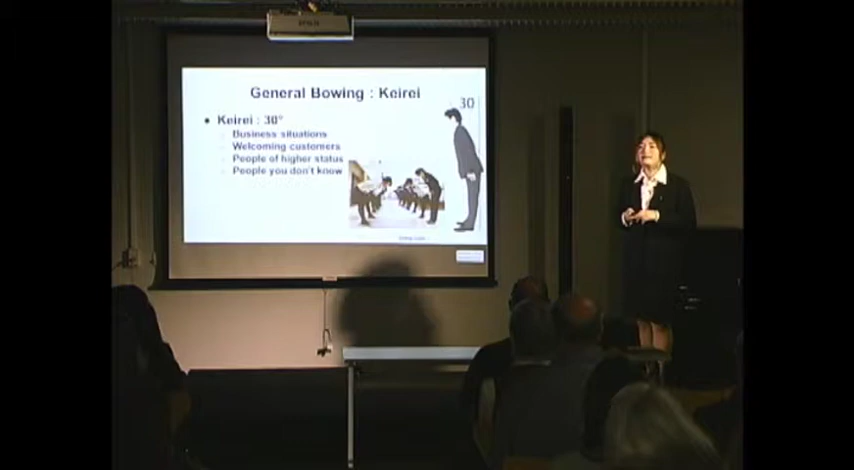 General Bowing : Keirei
30
• Keirei : 30°
Business situations
Welcoming customers
People of higher status
People you don't know